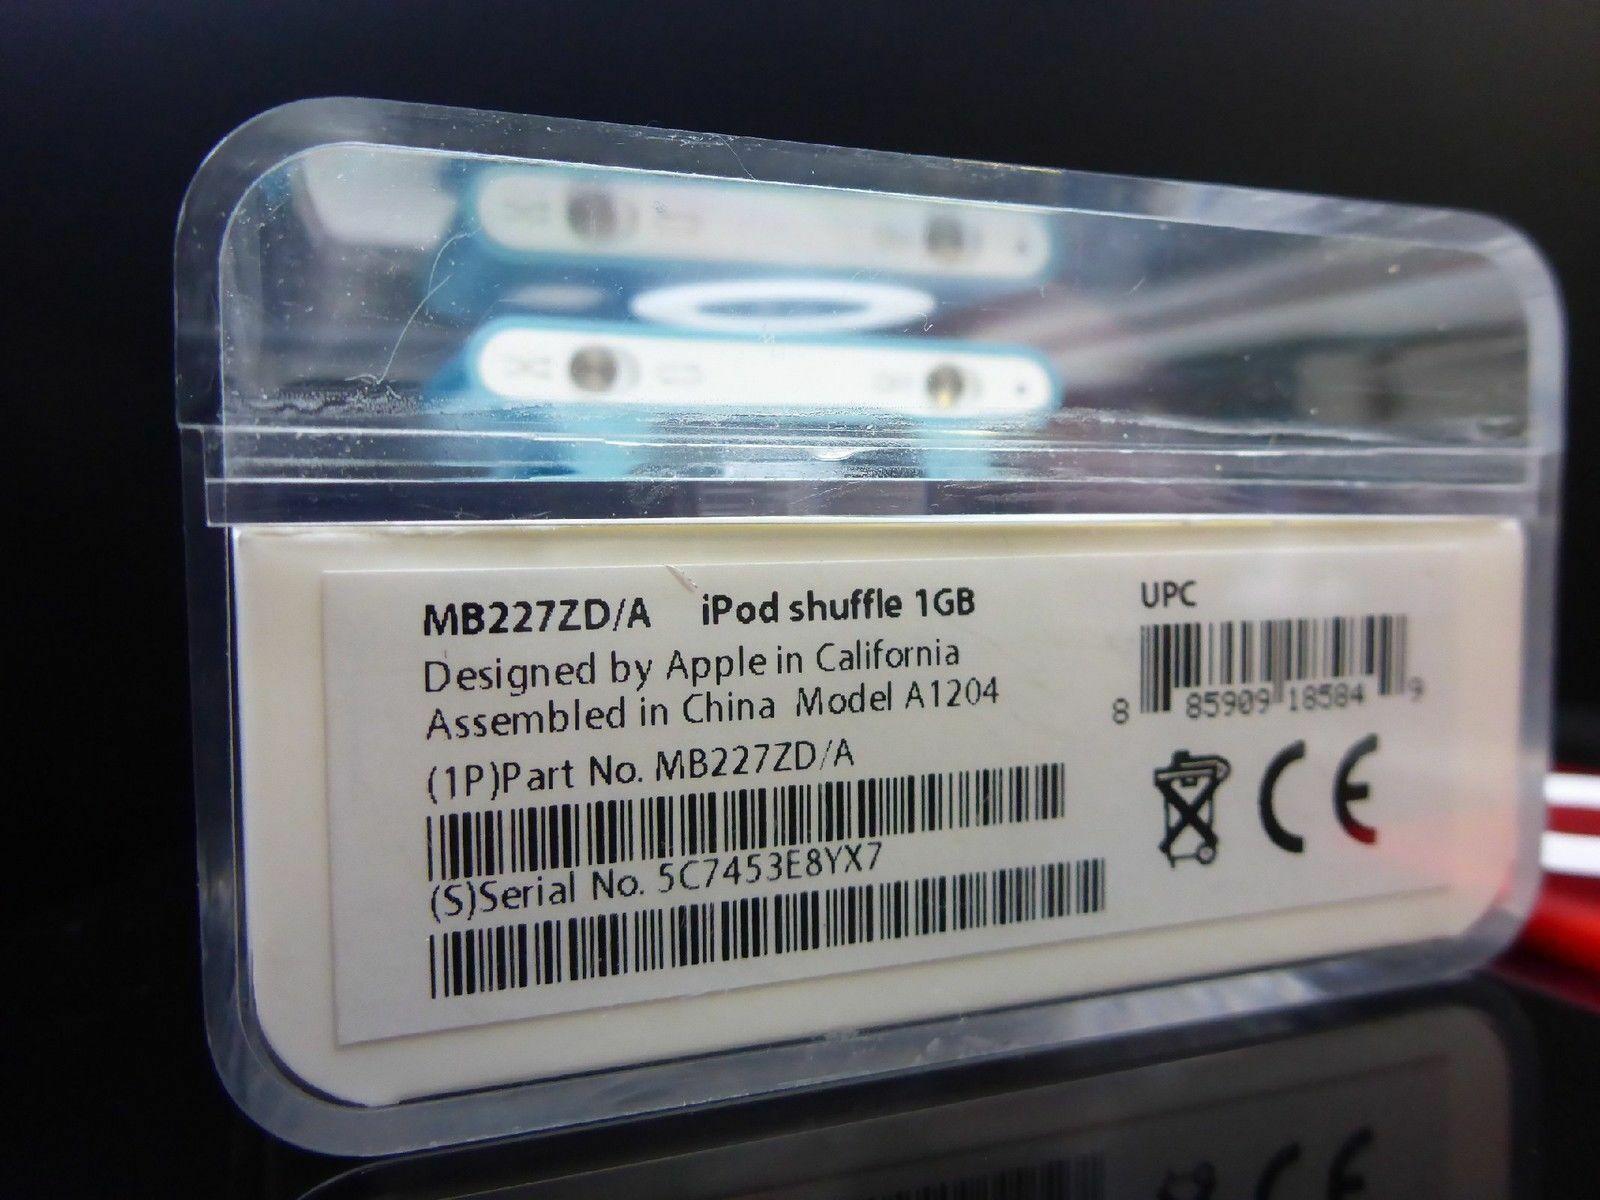 MB227ZD/A iPod shuffle 1GB
Designed by Apple in California
Assembled in China Model A1204
(1P)Part No. MB227ZD/A
(S)Serial No. 5C7453E8YX7
UPC
8 85909 18584 9
CE